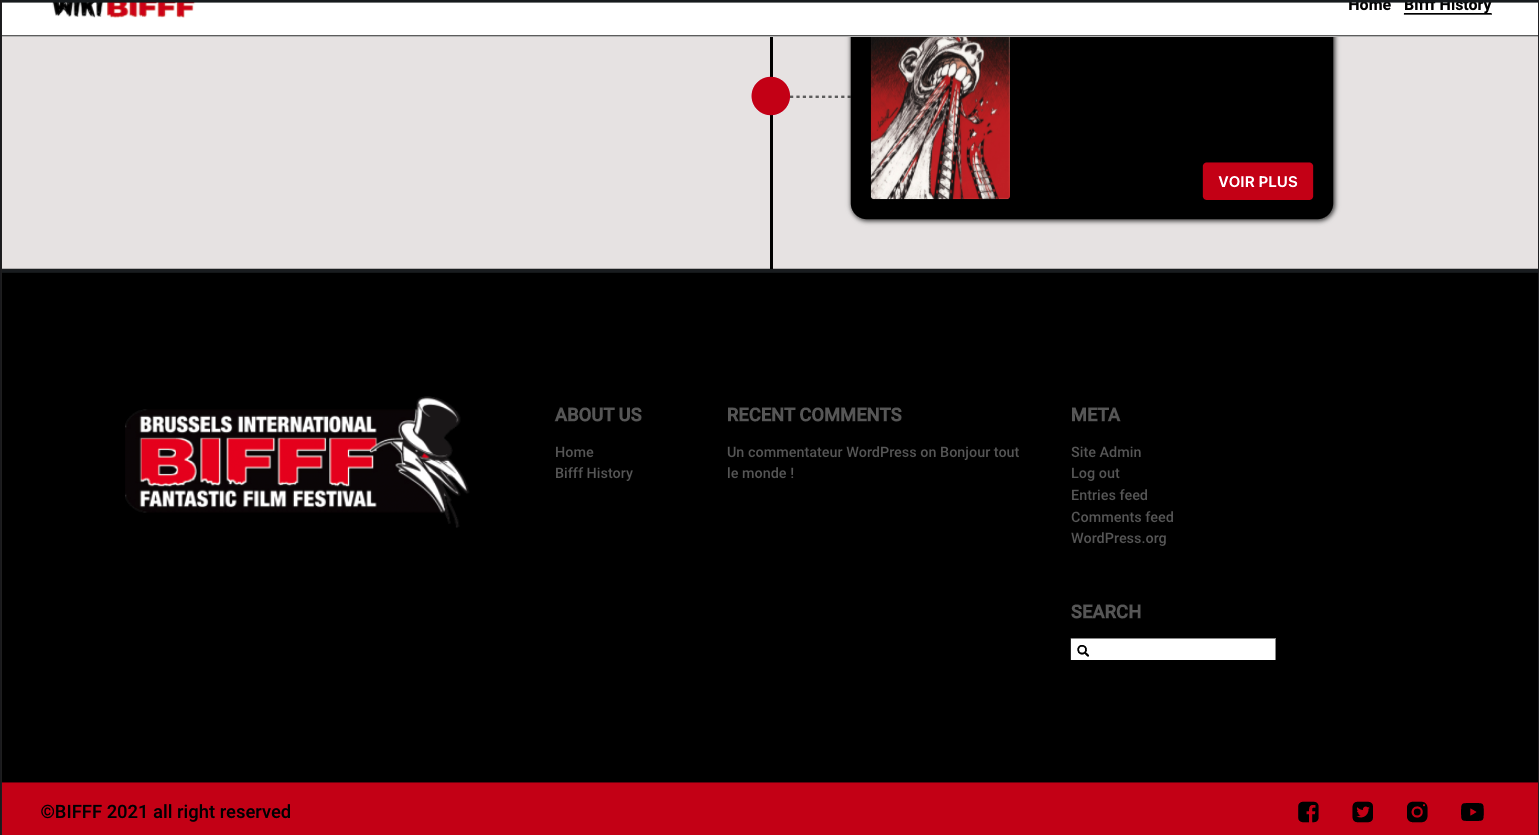 WIKI BIFFF
Home Bifff History
VOIR PLUS
BRUSSELS INTERNATIONAL
BIFFF
FANTASTIC FILM FESTIVAL
ABOUT US
Home
Bifff History
RECENT COMMENTS
Un commentateur WordPress on Bonjour tout
le monde !
META
Site Admin
Log out
Entries feed
Comments feed
WordPress.org
SEARCH
©BIFFF 2021 all right reserved